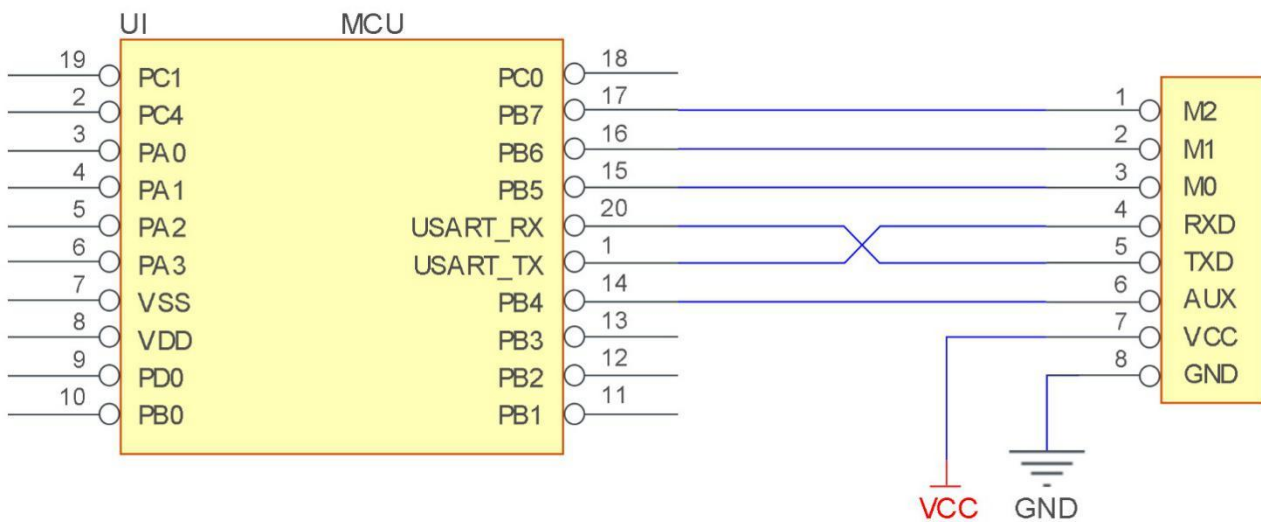 UI MCU
19 PC1 PC0 18
2 PC4 PB7 17
3 PA0 PB6 16
4 PA1 PB5 15
5 PA2 USART_RX 20
6 PA3 USART_TX 1
7 VSS PB4 14
8 VDD PB3 13
9 PD0 PB2 12
10 PB0 PB1 11
1 M2
2 M1
3 M0
4 RXD
5 TXD
6 AUX
7 VCC
8 GND
VCC GND